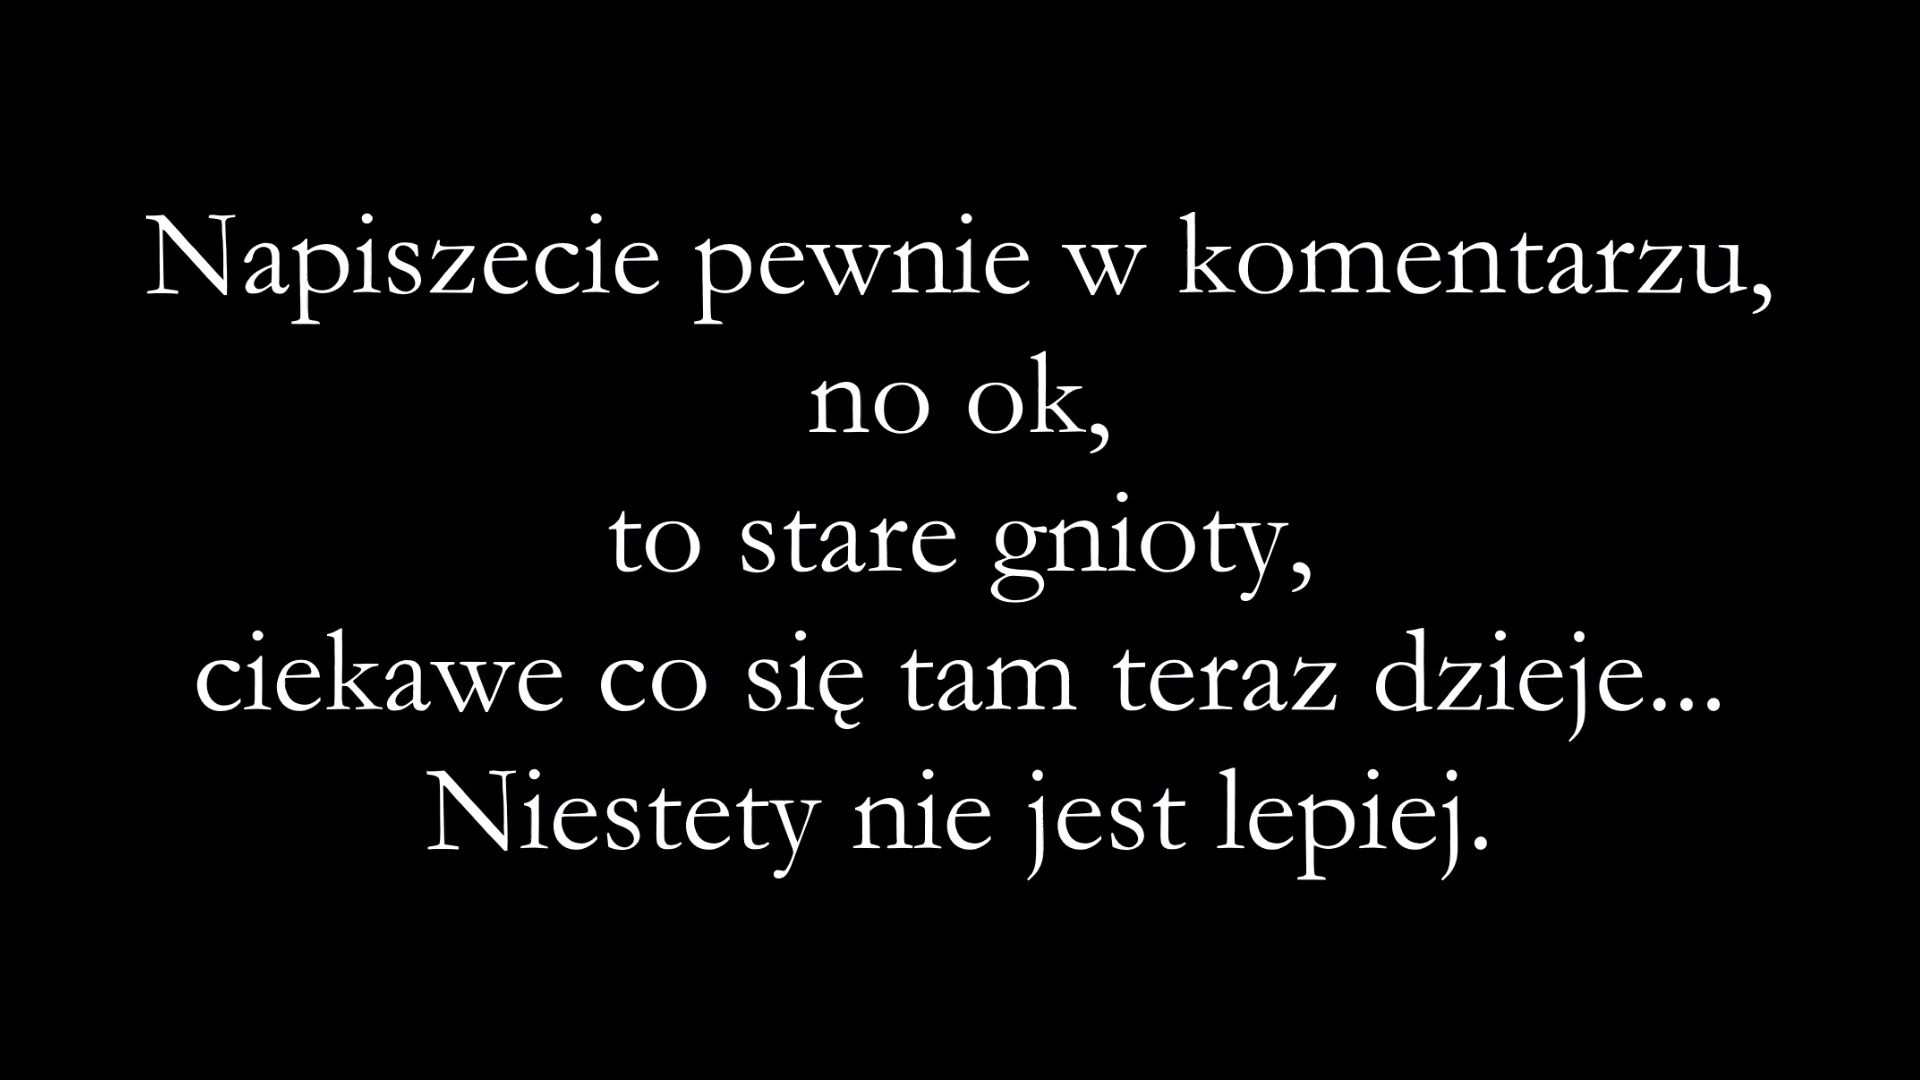 Napiszecie pewnie w komentarzu,
no ok,
to stare gnioty,
ciekawe co się tam teraz dzieje...
Niestety nie jest lepiej.